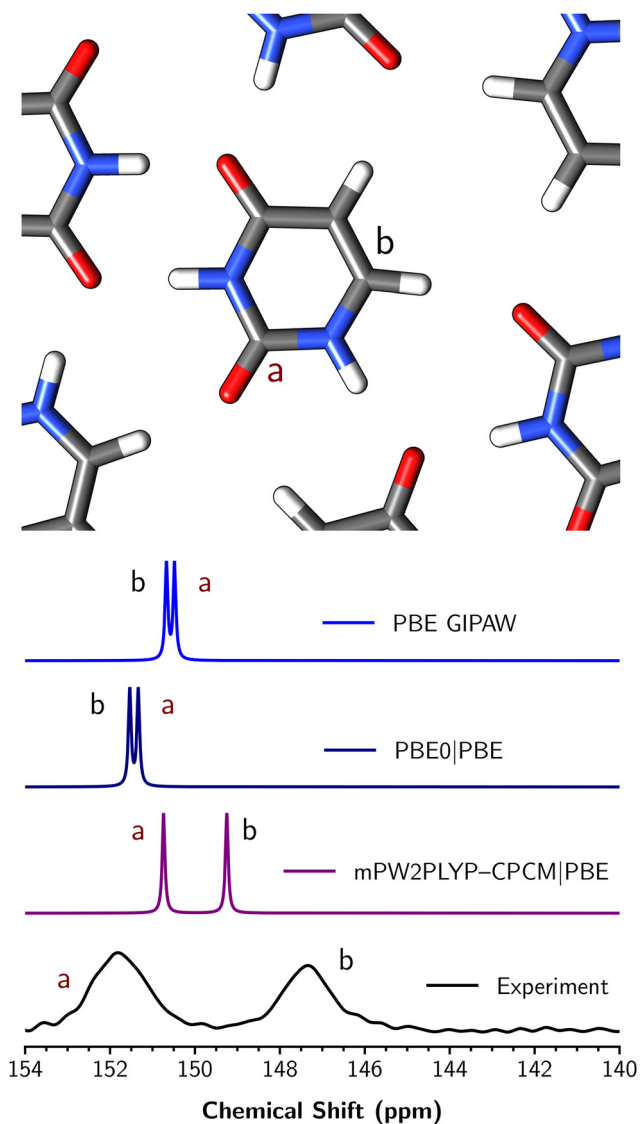 b
a
b a
PBE GIPAW
b a
PBE0|PBE
a b
mPW2PLYP–CPCM|PBE
a b
Experiment
154 152 150 148 146 144 142 140
Chemical Shift (ppm)